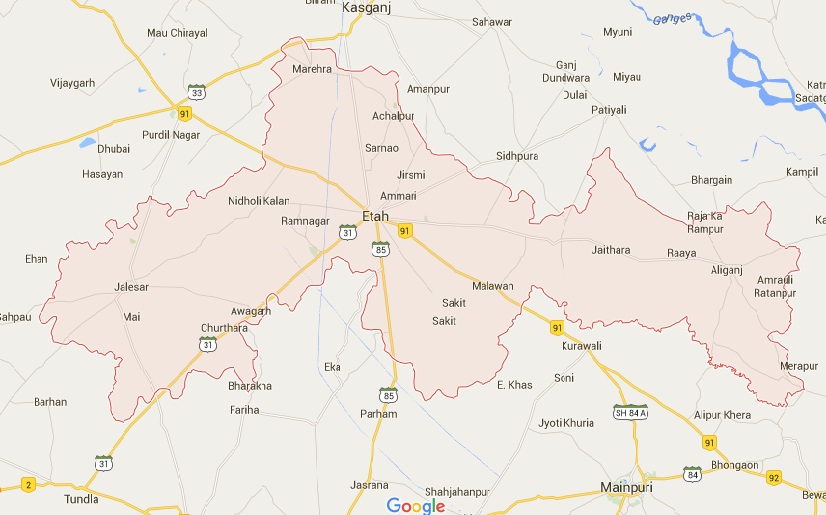 Bilram
Kasganj
Sahawar
Ganges
Mau Chirayal
Myuni
Marehra
Ganj
Dundwara
Miyau
Vijaygarh
33
Amanpur
Dulai
Katr
Sacatg
91
Achalpur
Patiyali
Purdil Nagar
Dhubai
Sarnao
Sidhpura
Hasayan
Jirsmi
Kampil
Bhargain
Nidholi Kalan
Ammari
Etah
Raja Ka
Rampur
Ramnagar
31
91
85
Jaithara
Raaya
Ehan
Aliganj
Jalesar
Malawan
Amrauli
Ratanpur
Sahpau
Mai
Awagarh
Sakit
Sakit
Churthara
91
31
Kurawali
Eka
Merapur
Soni
Bharakna
E. Khas
85
Barhan
Fariha
Parham
SH 84 A
Alipur Khera
Jyoti Khuria
91
31
Bhongaon
84
92
2
Jasrana
Mainpuri
Tundla
Shahjahanpur
Bewa
Google